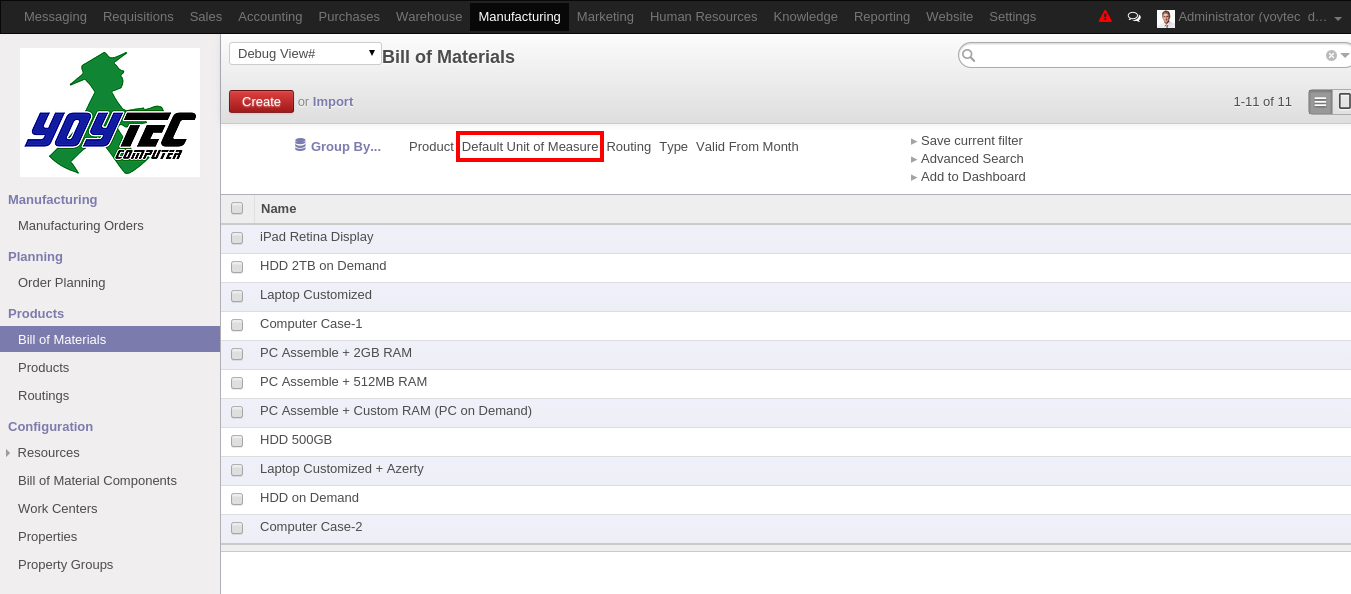 Messaging Requisitions Sales Accounting Purchases Warehouse Manufacturing Marketing Human Resources Knowledge Reporting Website Settings Administrator (yoytec_d...
YOYTEC
COMPUTER
Manufacturing
Manufacturing Orders
Planning
Order Planning
Products
Bill of Materials
Products
Routings
Configuration
Resources
Bill of Material Components
Work Centers
Properties
Property Groups
Debug View# Bill of Materials
Create or Import 1-11 of 11
Group By... Product Default Unit of Measure Routing Type Valid From Month
Save current filter
Advanced Search
Add to Dashboard
Name
iPad Retina Display
HDD 2TB on Demand
Laptop Customized
Computer Case-1
PC Assemble + 2GB RAM
PC Assemble + 512MB RAM
PC Assemble + Custom RAM (PC on Demand)
HDD 500GB
Laptop Customized + Azerty
HDD on Demand
Computer Case-2